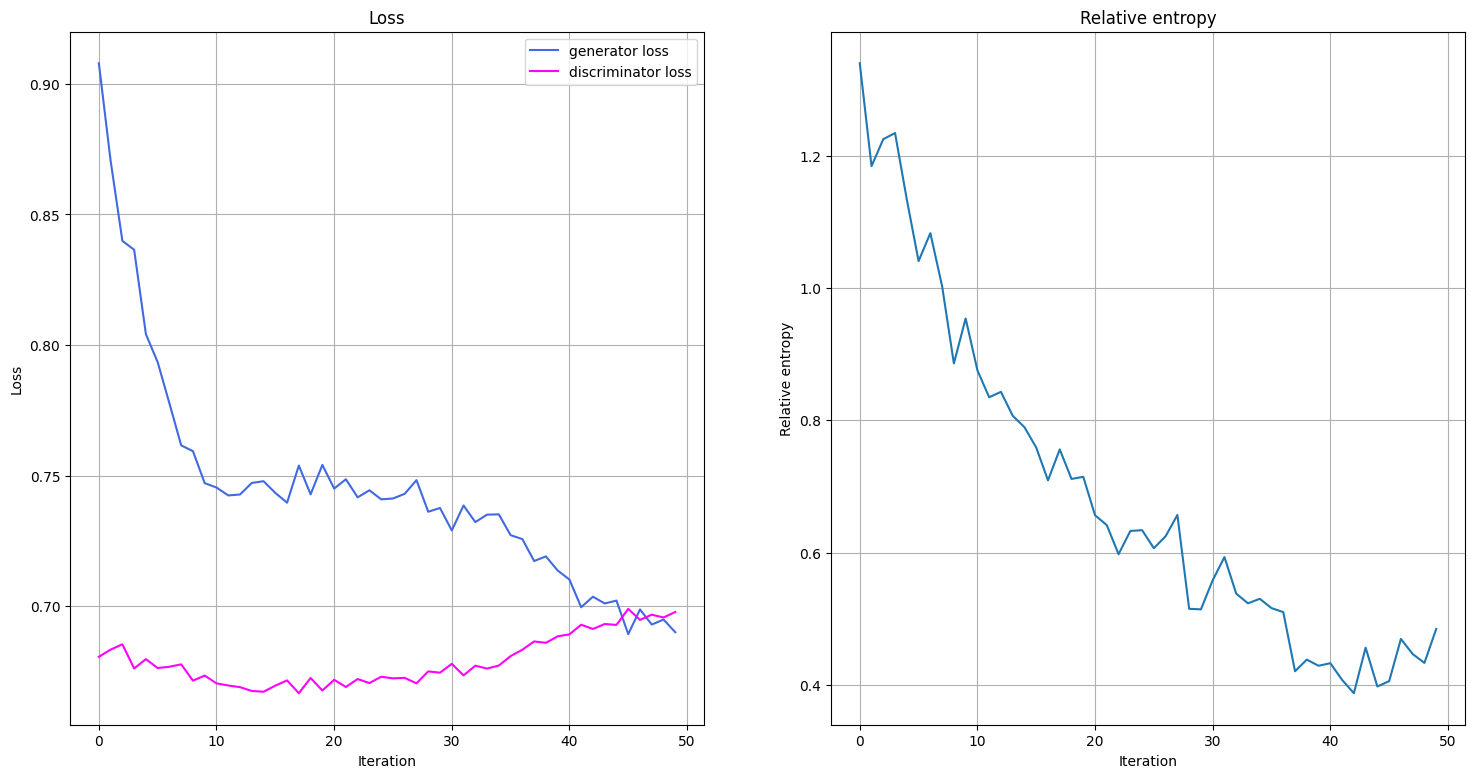 Loss
generator loss
discriminator loss
0.90
0.85
0.80
0.75
0.70
Loss
0 10 20 30 40 50
Iteration
Relative entropy
1.2
1.0
0.8
0.6
0.4
Relative entropy
0 10 20 30 40 50
Iteration